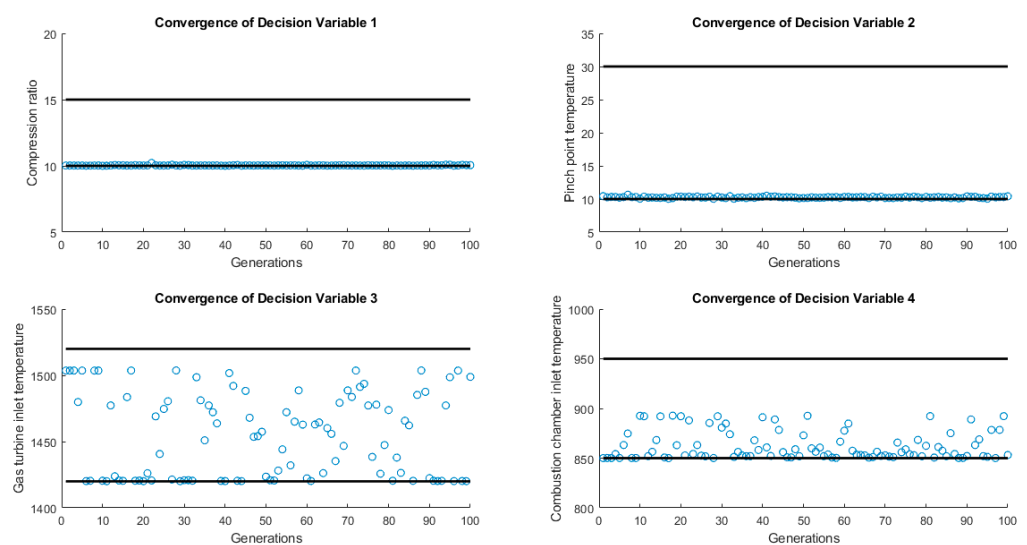 Convergence of Decision Variable 1
20
15
10
5
Compression ratio
0 10 20 30 40 50 60 70 80 90 100
Generations
Convergence of Decision Variable 2
35
30
25
20
15
10
5
Pinch point temperature
0 10 20 30 40 50 60 70 80 90 100
Generations
Convergence of Decision Variable 3
1550
1500
1450
1400
Gas turbine inlet temperature
0 10 20 30 40 50 60 70 80 90 100
Generations
Convergence of Decision Variable 4
1000
950
900
850
800
Combustion chamber inlet temperature
0 10 20 30 40 50 60 70 80 90 100
Generations